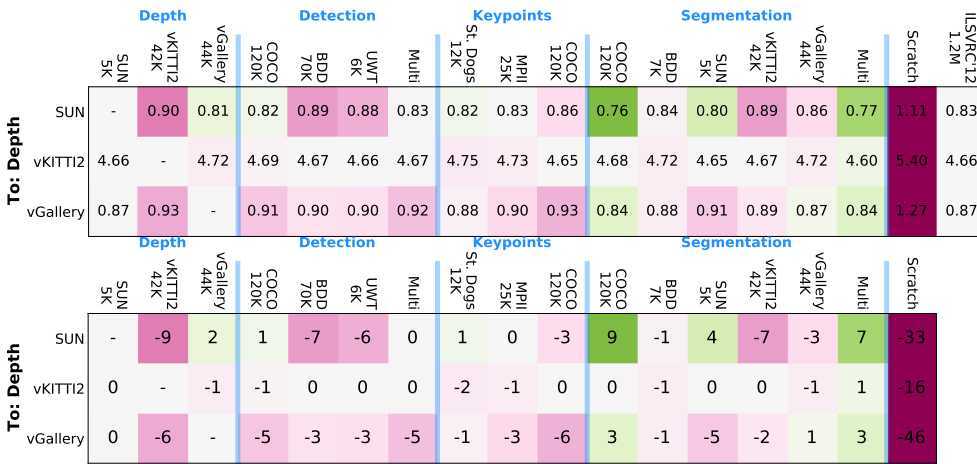 Depth Detection Keypoints Segmentation
SUN 5K vKITTI2 42K vGallery 44K COCO 120K BDD 70K UWT 6K Multi St. Dogs 12K MPII 25K COCO 120K COCO 120K BDD 7K SUN 5K vKITTI2 42K vGallery 44K Multi Scratch ILSVRC'12 1.2M
To: Depth
SUN - 0.90 0.81 0.82 0.89 0.88 0.83 0.82 0.83 0.86 0.76 0.84 0.80 0.89 0.86 0.77 1.11 0.83
vKITTI2 4.66 - 4.72 4.69 4.67 4.66 4.67 4.75 4.73 4.65 4.68 4.72 4.65 4.67 4.72 4.60 5.40 4.66
vGallery 0.87 0.93 - 0.91 0.90 0.90 0.92 0.88 0.90 0.93 0.84 0.88 0.91 0.89 0.87 0.84 1.27 0.87
Depth Detection Keypoints Segmentation
SUN 5K vKITTI2 42K vGallery 44K COCO 120K BDD 70K UWT 6K Multi St. Dogs 12K MPII 25K COCO 120K COCO 120K BDD 7K SUN 5K vKITTI2 42K vGallery 44K Multi Scratch
To: Depth
SUN - -9 2 1 -7 -6 0 1 0 -3 9 -1 4 -7 -3 7 -33
vKITTI2 0 - -1 -1 0 0 0 -2 -1 0 0 -1 0 0 -1 1 -16
vGallery 0 -6 - -5 -3 -3 -5 -1 -3 -6 3 -1 -5 -2 1 3 -46